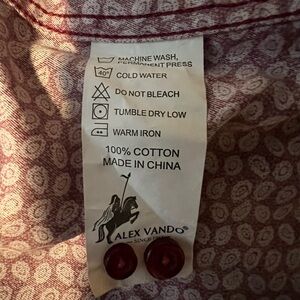 MACHINE WASH,
PERMANENT PRESS
40°
COLD WATER
DO NOT BLEACH
TUMBLE DRY LOW
WARM IRON
100% COTTON
MADE IN CHINA
ALEX VANDO®